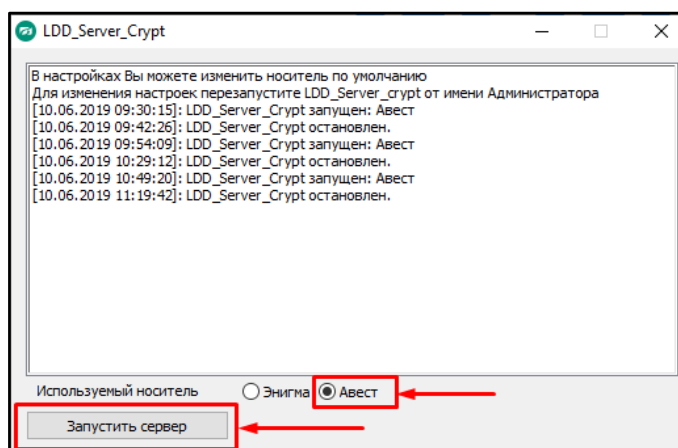 LDD_Server_Crypt
В настройках Вы можете изменить носитель по умолчанию
Для изменения настроек перезапустите LDD_Server_crypt от имени Администратора
[10.06.2019 09:30:15]: LDD_Server_Crypt запущен: Авест
[10.06.2019 09:42:26]: LDD_Server_Crypt остановлен.
[10.06.2019 09:54:09]: LDD_Server_Crypt запущен: Авест
[10.06.2019 10:29:12]: LDD_Server_Crypt остановлен.
[10.06.2019 10:49:20]: LDD_Server_Crypt запущен: Авест
[10.06.2019 11:19:42]: LDD_Server_Crypt остановлен.
Используемый носитель Энигма Авест
Запустить сервер